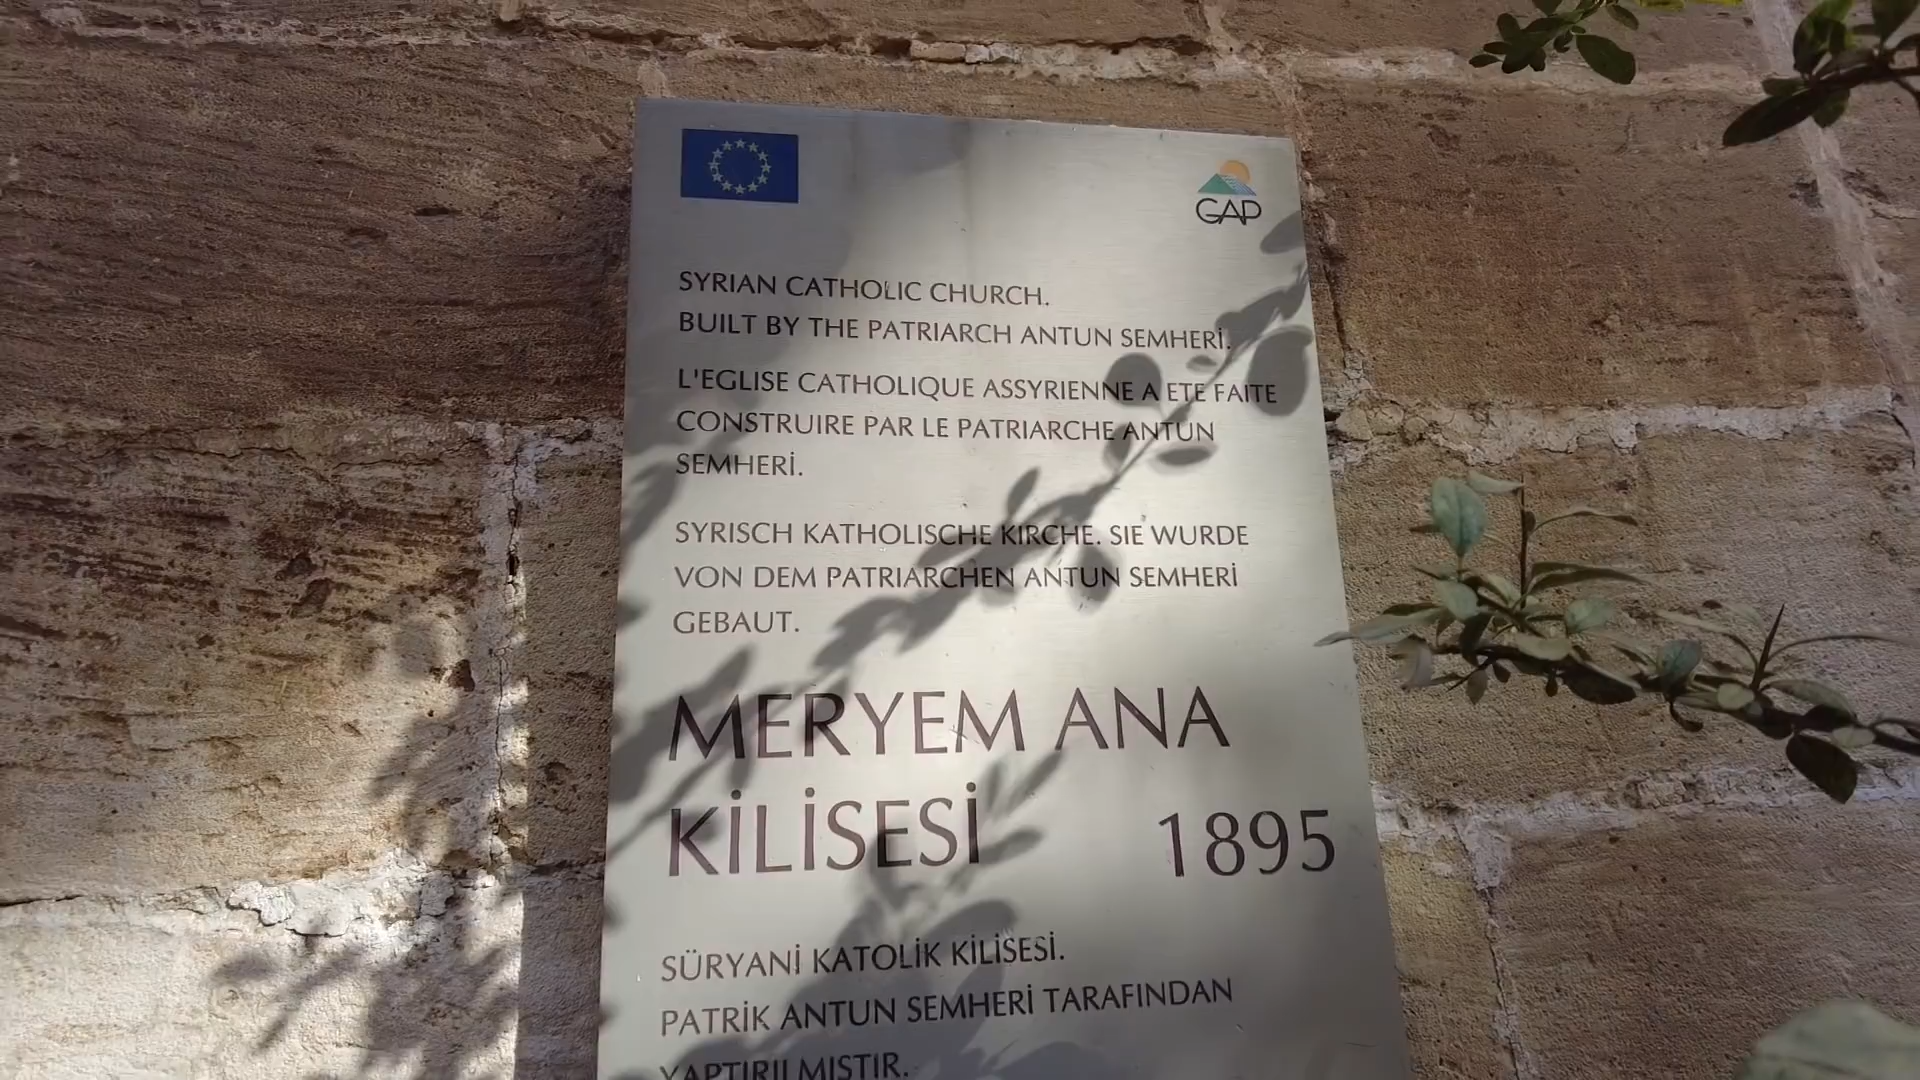 GAP
SYRIAN CATHOLIC CHURCH.
BUILT BY THE PATRIARCH ANTUN SEMHERİ.
L'EGLISE CATHOLIQUE ASSYRIENNE A ETE FAITE
CONSTRUIRE PAR LE PATRIARCHE ANTUN
SEMHERİ.
SYRISCH KATHOLISCHE KIRCHE. SIE WURDE
VON DEM PATRIARCHEN ANTUN SEMHERİ
GEBAUT.
MERYEM ANA
KİLİSESİ 1895
SÜRYANİ KATOLİK KİLİSESİ.
PATRİK ANTUN SEMHERİ TARAFINDAN
YAPTIRILMIŞTIR.